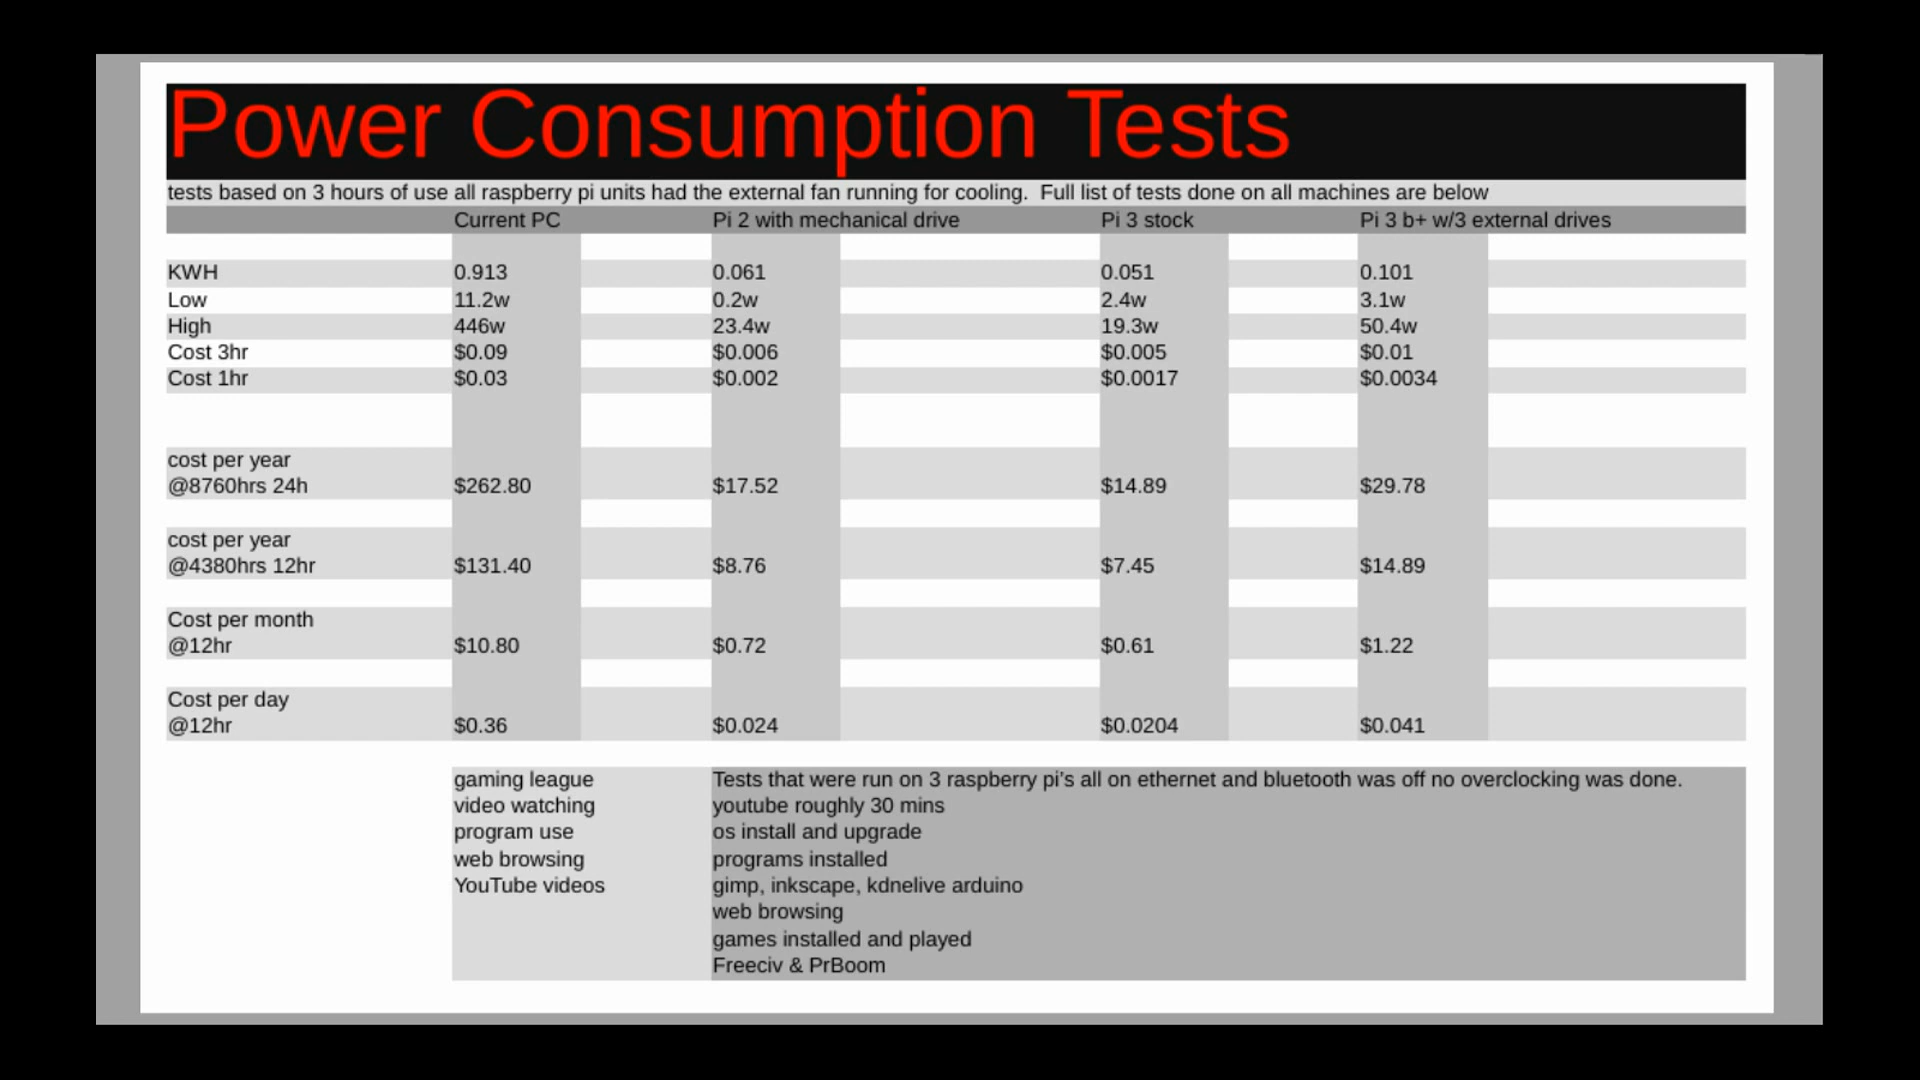 Power Consumption Tests
tests based on 3 hours of use all raspberry pi units had the external fan running for cooling.  Full list of tests done on all machines are below
Current PC Pi 2 with mechanical drive Pi 3 stock Pi 3 b+ w/3 external drives
KWH 0.913 0.061 0.051 0.101
Low 11.2w 0.2w 2.4w 3.1w
High 446w 23.4w 19.3w 50.4w
Cost 3hr $0.09 $0.006 $0.005 $0.01
Cost 1hr $0.03 $0.002 $0.0017 $0.0034
cost per year
@8760hrs 24h $262.80 $17.52 $14.89 $29.78
cost per year
@4380hrs 12hr $131.40 $8.76 $7.45 $14.89
Cost per month
@12hr $10.80 $0.72 $0.61 $1.22
Cost per day
@12hr $0.36 $0.024 $0.0204 $0.041
gaming league Tests that were run on 3 raspberry pi's all on ethernet and bluetooth was off no overclocking was done.
video watching youtube roughly 30 mins
program use os install and upgrade
web browsing programs installed
YouTube videos gimp, inkscape, kdnelive arduino
web browsing
games installed and played
Freeciv & PrBoom